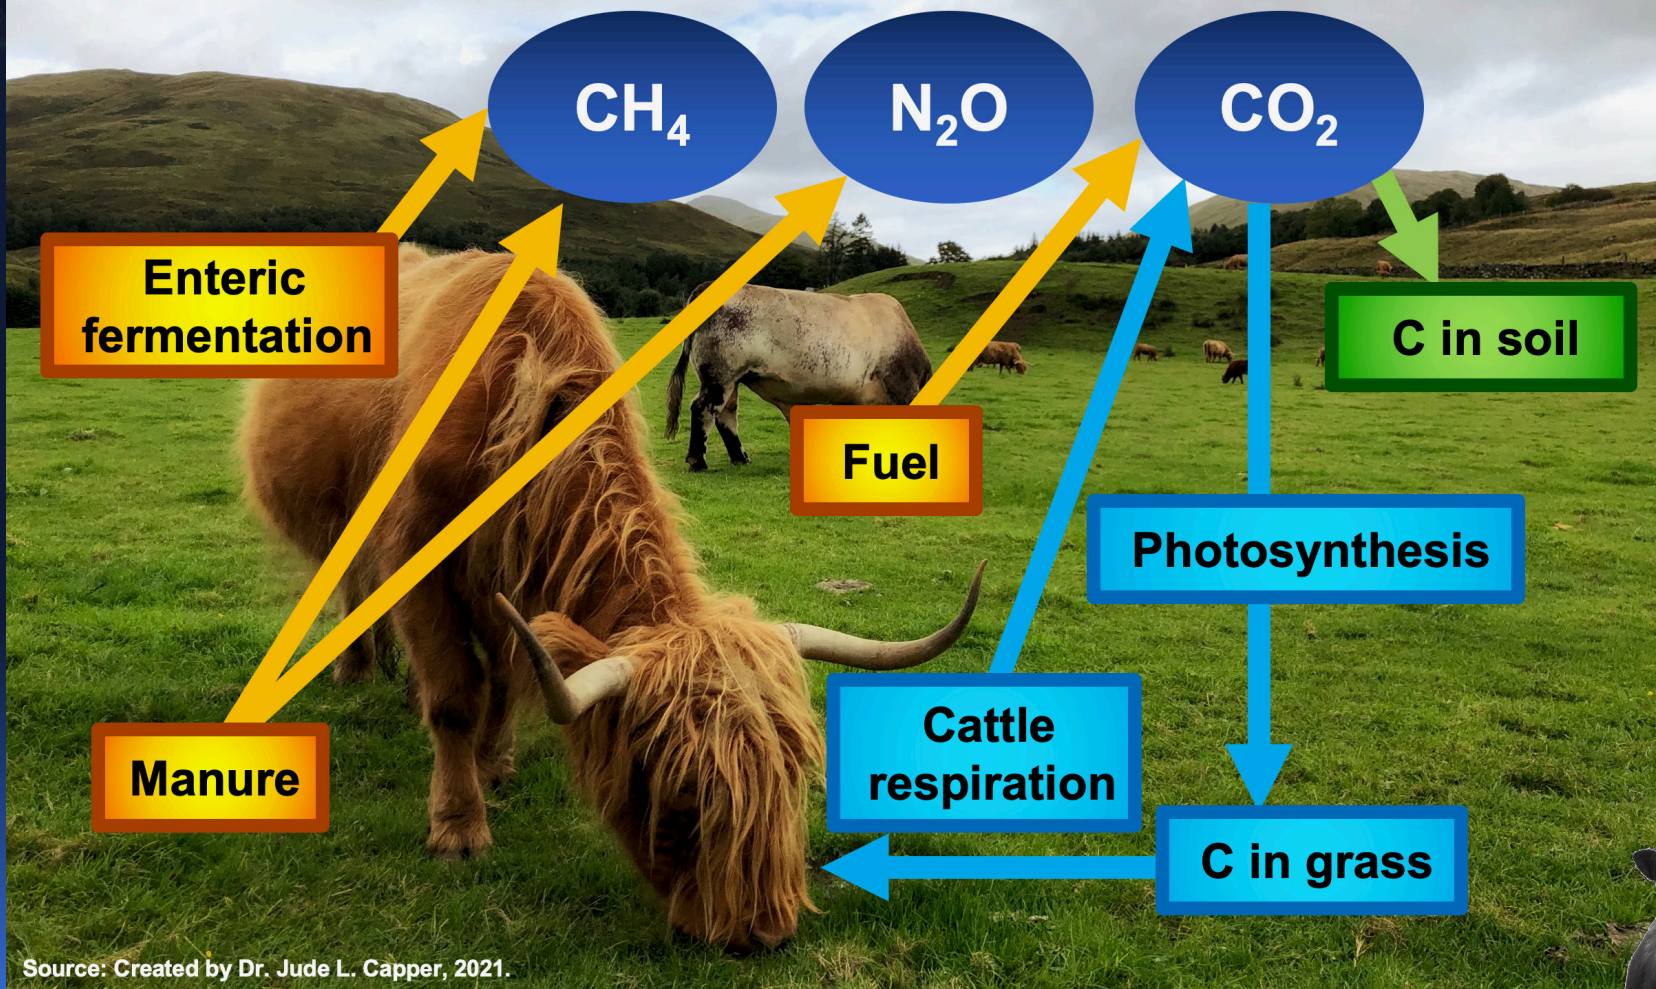 CH₄
N₂O
CO₂
Enteric
fermentation
C in soil
Fuel
Photosynthesis
Cattle
respiration
Manure
C in grass
Source: Created by Dr. Jude L. Capper, 2021.